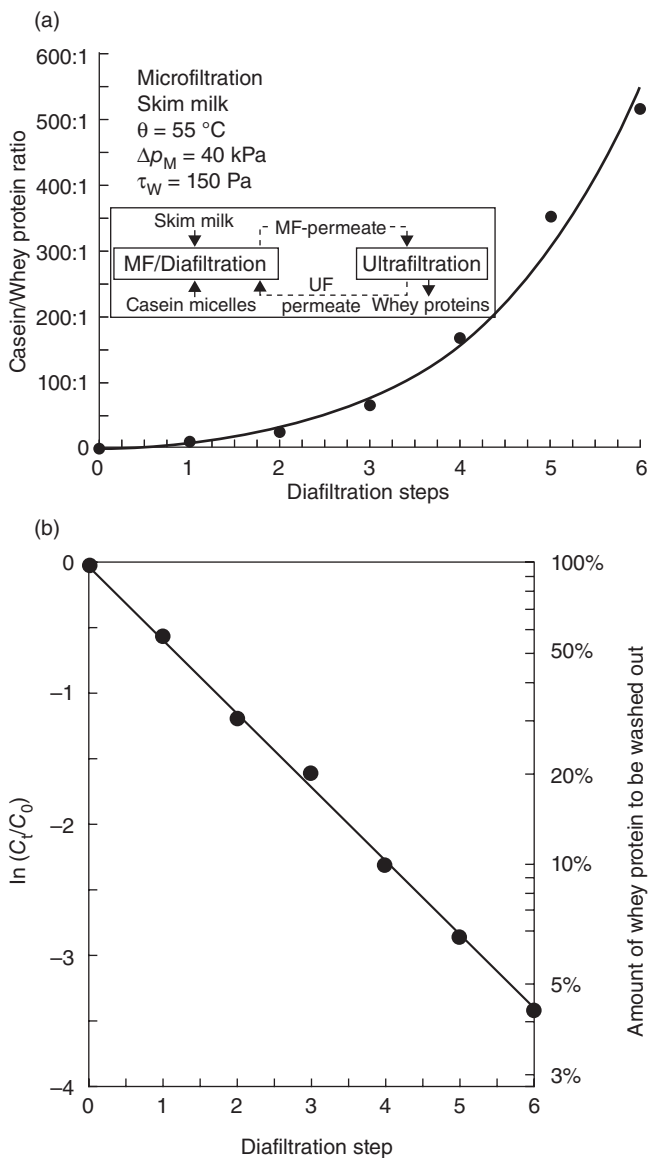 (a)
600:1
500:1
400:1
300:1
200:1
100:1
0
Casein/Whey protein ratio
Microfiltration
Skim milk
θ = 55 °C
Δp_M = 40 kPa
τ_W = 150 Pa
Skim milk
MF-permeate
MF/Diafiltration
Ultrafiltration
Casein micelles
UF
permeate
Whey proteins
0 1 2 3 4 5 6
Diafiltration steps
(b)
0
–1
–2
–3
–4
ln (C_t/C_0)
100%
50%
20%
10%
5%
3%
Amount of whey protein to be washed out
0 1 2 3 4 5 6
Diafiltration step